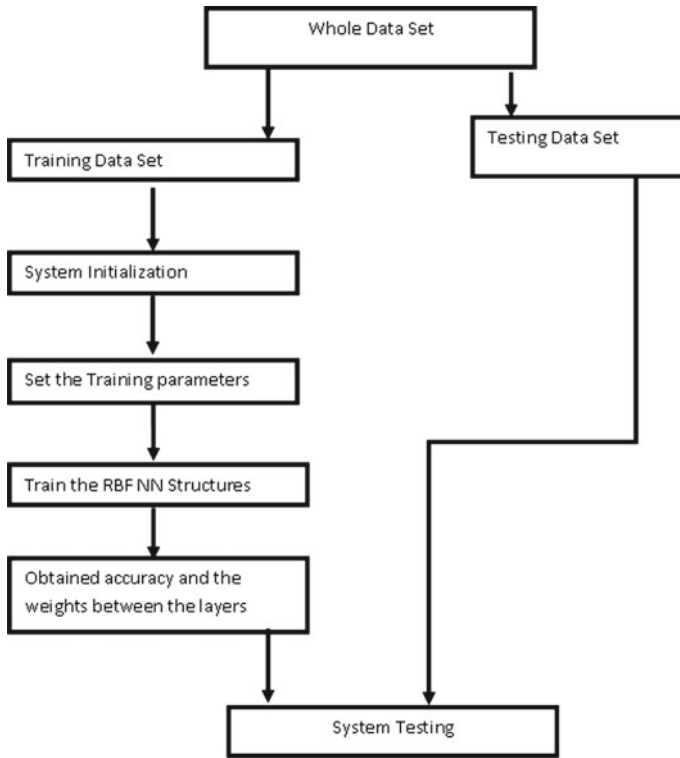 Whole Data Set
Testing Data Set
Training Data Set
System Initialization
Set the Training parameters
Train the RBF NN Structures
Obtained accuracy and the
weights between the layers
System Testing